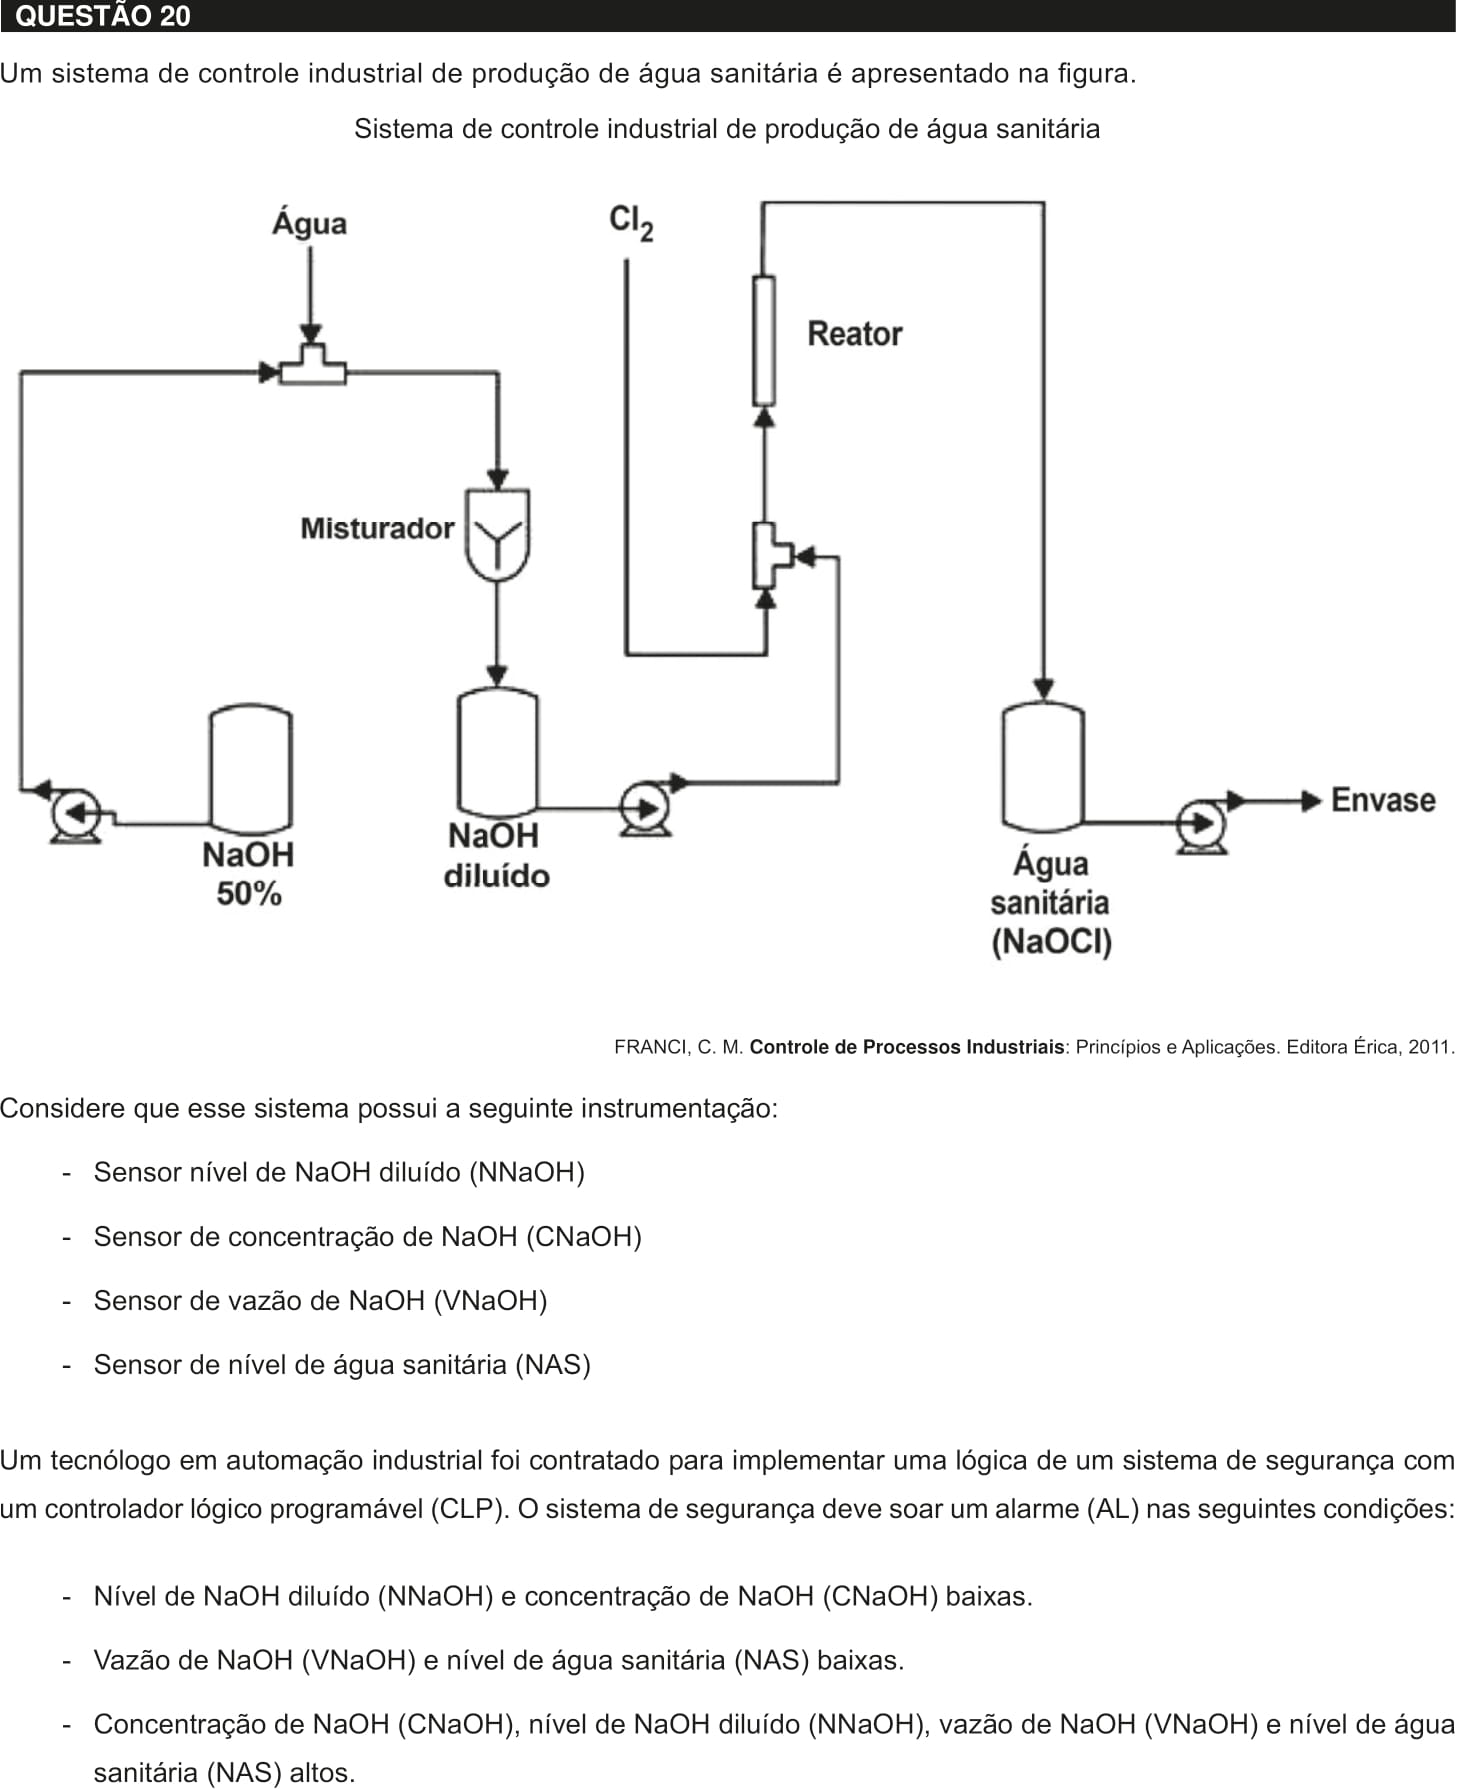 QUESTÃO 20
Um sistema de controle industrial de produção de água sanitária é apresentado na figura.
Sistema de controle industrial de produção de água sanitária
Água
Cl2
Reator
Misturador
NaOH
50%
NaOH
diluído
Água
sanitária
(NaOCl)
Envase
FRANCI, C. M. Controle de Processos Industriais: Princípios e Aplicações. Editora Érica, 2011.
Considere que esse sistema possui a seguinte instrumentação:
- Sensor nível de NaOH diluído (NNaOH)
- Sensor de concentração de NaOH (CNaOH)
- Sensor de vazão de NaOH (VNaOH)
- Sensor de nível de água sanitária (NAS)
Um tecnólogo em automação industrial foi contratado para implementar uma lógica de um sistema de segurança com
um controlador lógico programável (CLP). O sistema de segurança deve soar um alarme (AL) nas seguintes condições:
- Nível de NaOH diluído (NNaOH) e concentração de NaOH (CNaOH) baixas.
- Vazão de NaOH (VNaOH) e nível de água sanitária (NAS) baixas.
- Concentração de NaOH (CNaOH), nível de NaOH diluído (NNaOH), vazão de NaOH (VNaOH) e nível de água
sanitária (NAS) altos.